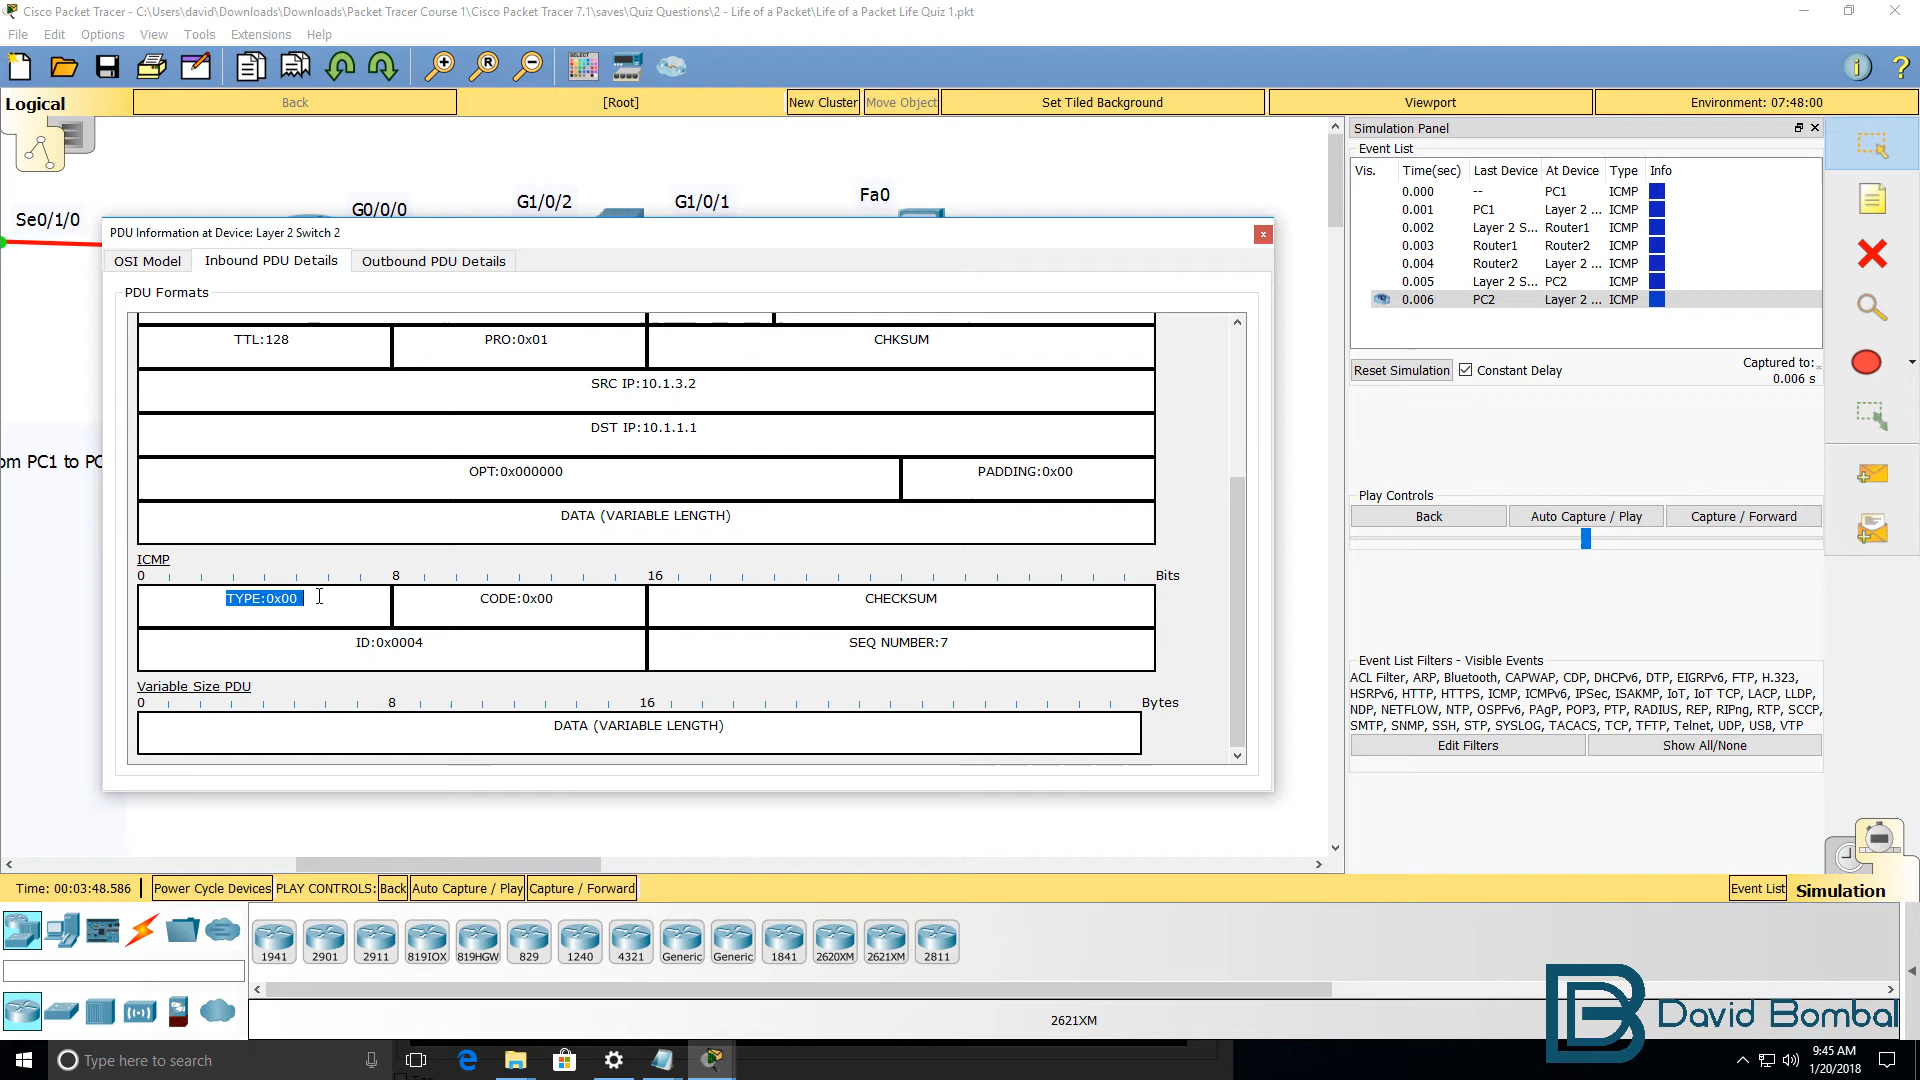 Cisco Packet Tracer - C:\Users\david\Downloads\Downloads\Packet Tracer Course 1\Cisco Packet Tracer 7.1\saves\Quiz Questions\2 - Life of a Packet\Life of a Packet Life Quiz 1.pkt
File Edit Options View Tools Extensions Help
SELECT
Logical Back [Root] New Cluster Move Object Set Tiled Background Viewport Environment: 07:48:00
Se0/1/0 G0/0/0 G1/0/2 G1/0/1 Fa0
om PC1 to PC
PDU Information at Device: Layer 2 Switch 2
OSI Model Inbound PDU Details Outbound PDU Details
PDU Formats
TTL:128 PRO:0x01 CHKSUM
SRC IP:10.1.3.2
DST IP:10.1.1.1
OPT:0x000000 PADDING:0x00
DATA (VARIABLE LENGTH)
ICMP
0 8 16 Bits
TYPE:0x00 CODE:0x00 CHECKSUM
ID:0x0004 SEQ NUMBER:7
Variable Size PDU
0 8 16 Bytes
DATA (VARIABLE LENGTH)
Simulation Panel
Event List
Vis. Time(sec) Last Device At Device Type Info
0.000 -- PC1 ICMP
0.001 PC1 Layer 2 ... ICMP
0.002 Layer 2 S... Router1 ICMP
0.003 Router1 Router2 ICMP
0.004 Router2 Layer 2 ... ICMP
0.005 Layer 2 S... PC2 ICMP
0.006 PC2 Layer 2 ... ICMP
Reset Simulation Constant Delay Captured to:
0.006 s
Play Controls
Back Auto Capture / Play Capture / Forward
Event List Filters - Visible Events
ACL Filter, ARP, Bluetooth, CAPWAP, CDP, DHCPv6, DTP, EIGRPv6, FTP, H.323,
HSRPv6, HTTP, HTTPS, ICMP, ICMPv6, IPSec, ISAKMP, IoT, IoT TCP, LACP, LLDP,
NDP, NETFLOW, NTP, OSPFv6, PAgP, POP3, PTP, RADIUS, REP, RIPng, RTP, SCCP,
SMTP, SNMP, SSH, STP, SYSLOG, TACACS, TCP, TFTP, Telnet, UDP, USB, VTP
Edit Filters Show All/None
Time: 00:03:48.586 Power Cycle Devices PLAY CONTROLS: Back Auto Capture / Play Capture / Forward Event List Simulation
1941 2901 2911 819IOX 819HGW 829 1240 4321 Generic Generic 1841 2620XM 2621XM 2811
2621XM
David Bombal
Type here to search
9:45 AM
1/20/2018